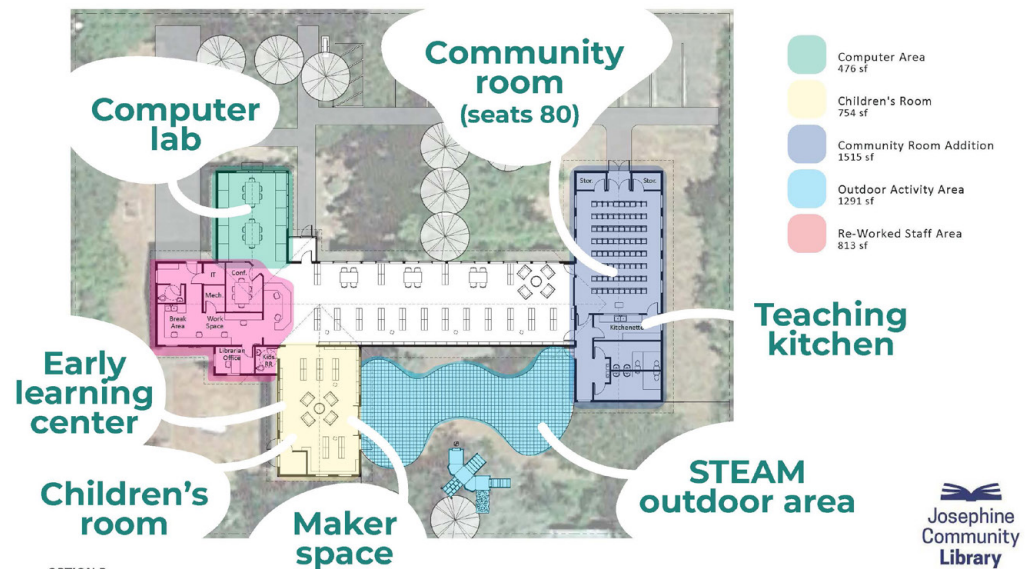 Community
room
(seats 80)
Computer
lab
Computer Area
476 sf
Children's Room
754 sf
Community Room Addition
1515 sf
Outdoor Activity Area
1291 sf
Re-Worked Staff Area
813 sf
Stor.
Stor.
IT
Conf.
Mech.
Break
Area
Work
Space
Librarian
Office
Kids
RR.
Kitchenette
Teaching
kitchen
Early
learning
center
Children's
room
Maker
space
STEAM
outdoor area
Josephine
Community
Library